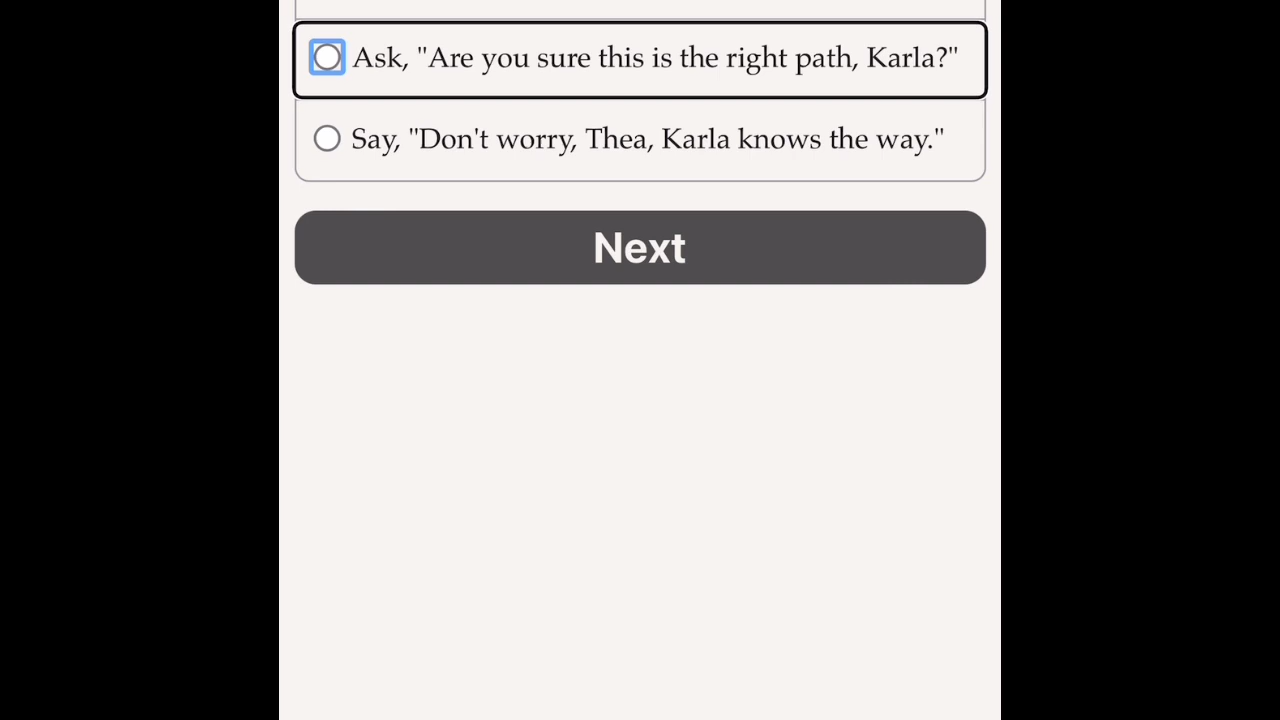 Ask, "Are you sure this is the right path, Karla?"
Say, "Don't worry, Thea, Karla knows the way."
Next